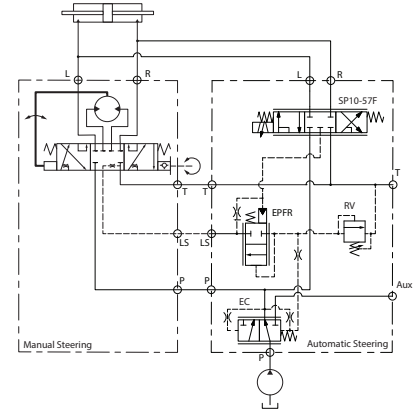 L
R
L
R
SP10-57F
T
T
T
EPFR
RV
LS
LS
P
P
Aux
EC
Manual Steering
P
Automatic Steering